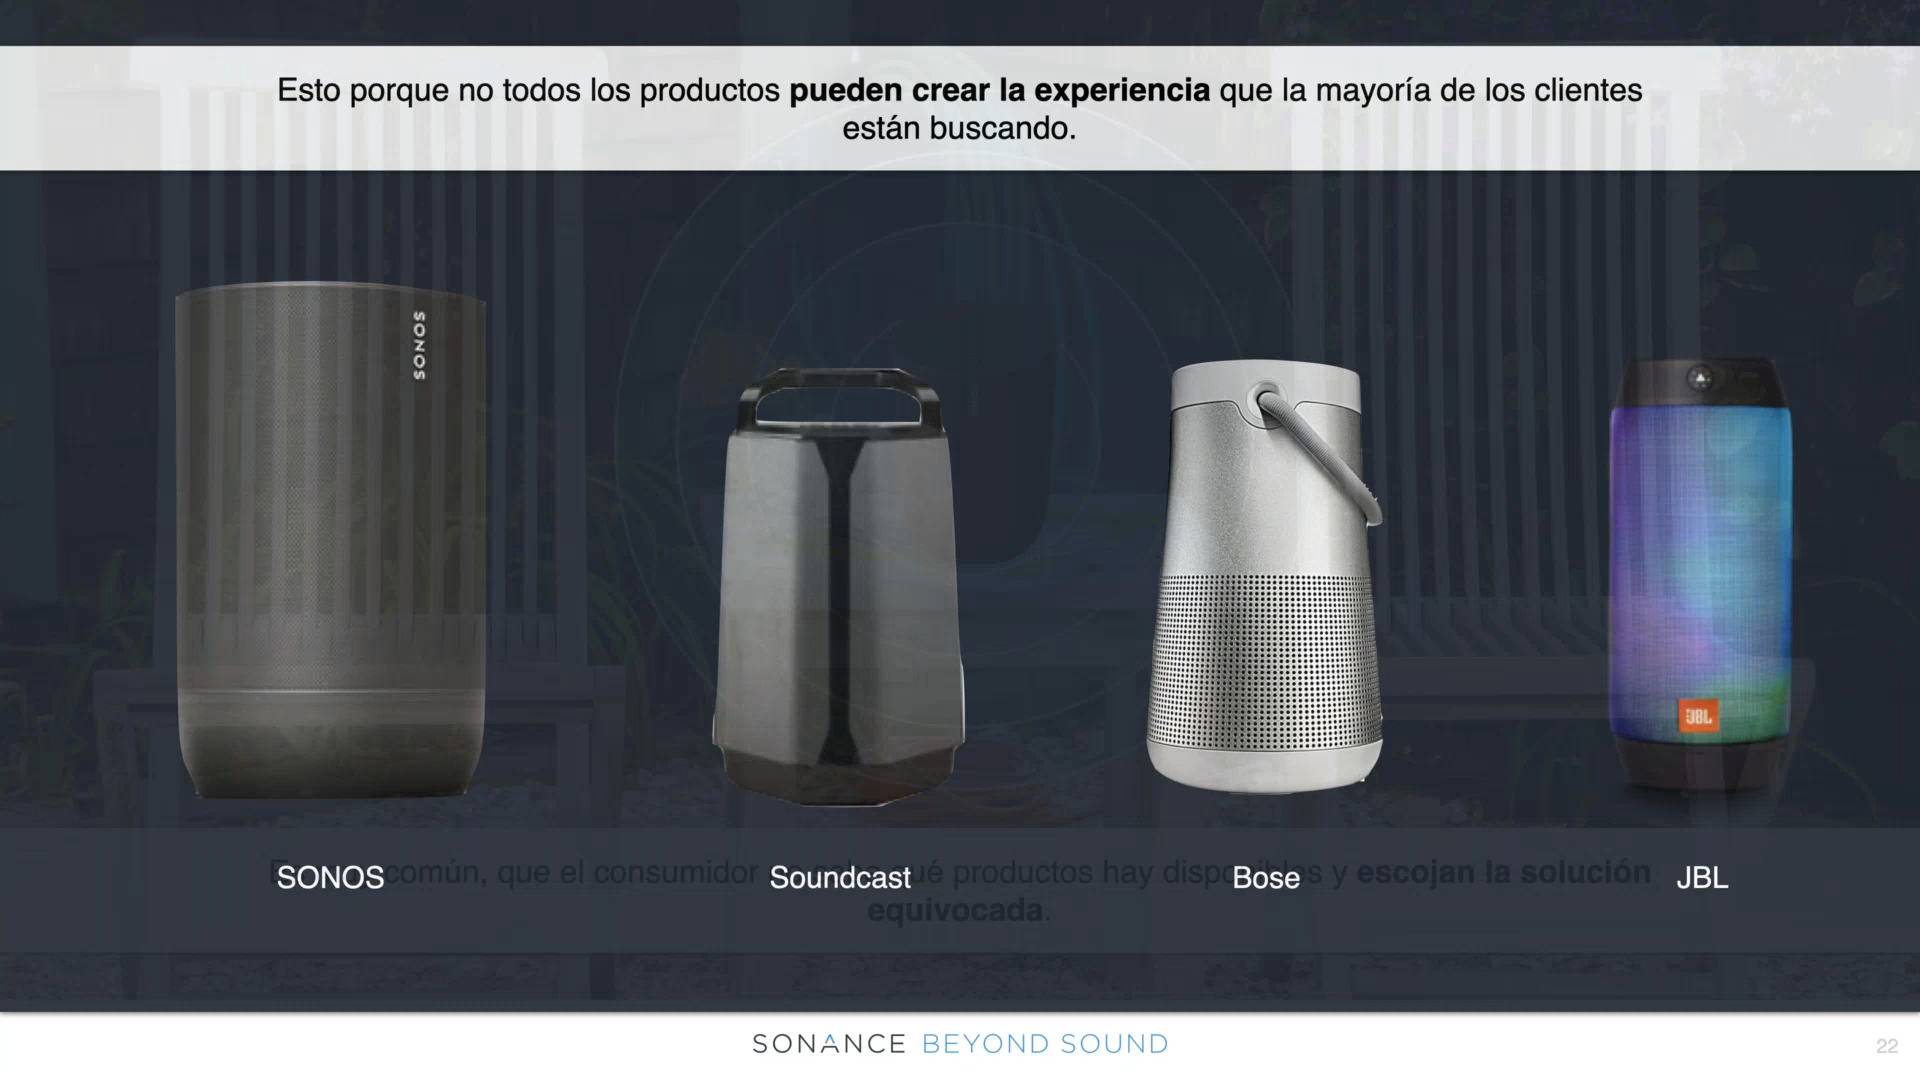 Esto porque no todos los productos pueden crear la experiencia que la mayoría de los clientes
están buscando.
SONOS
JBL
común, que el consumidor qué productos hay disponibles y escojan la solución
equivocada.
SONOS
Soundcast
Bose
JBL
SONANCE BEYOND SOUND
22